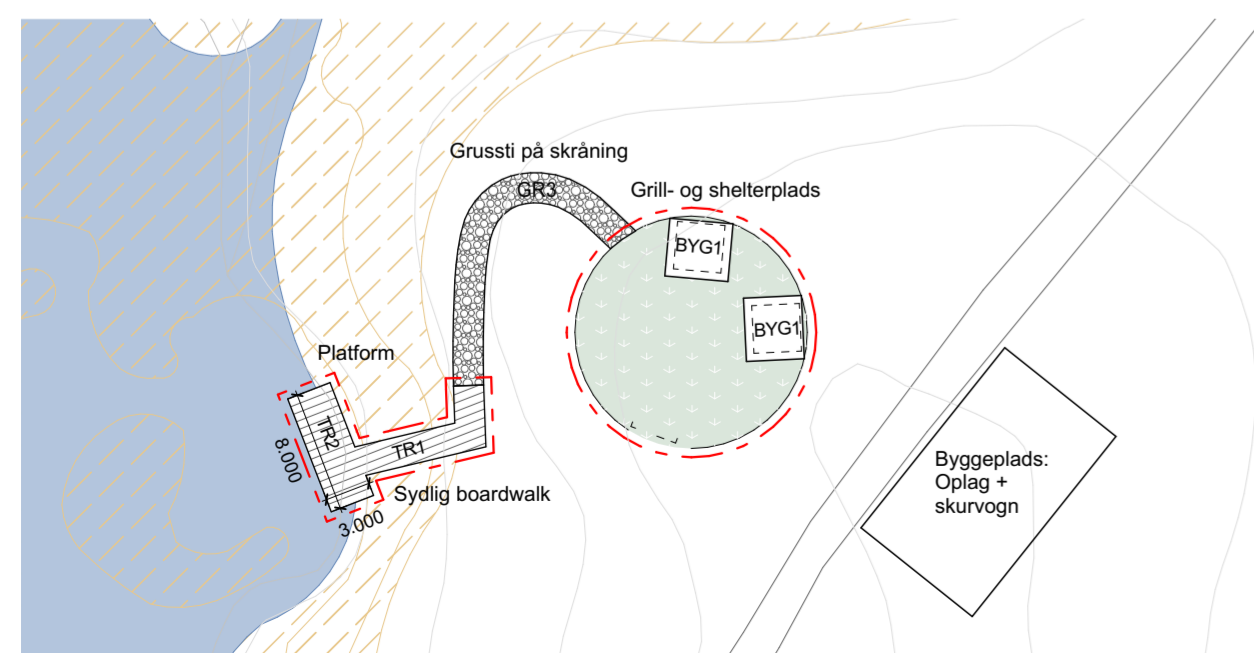 Grussti på skråning
GR3
Grill- og shelterplads
BYG1
BYG1
Platform
TR2
8.000
TR1
3.000
Sydlig boardwalk
Byggeplads:
Oplag +
skurvogn